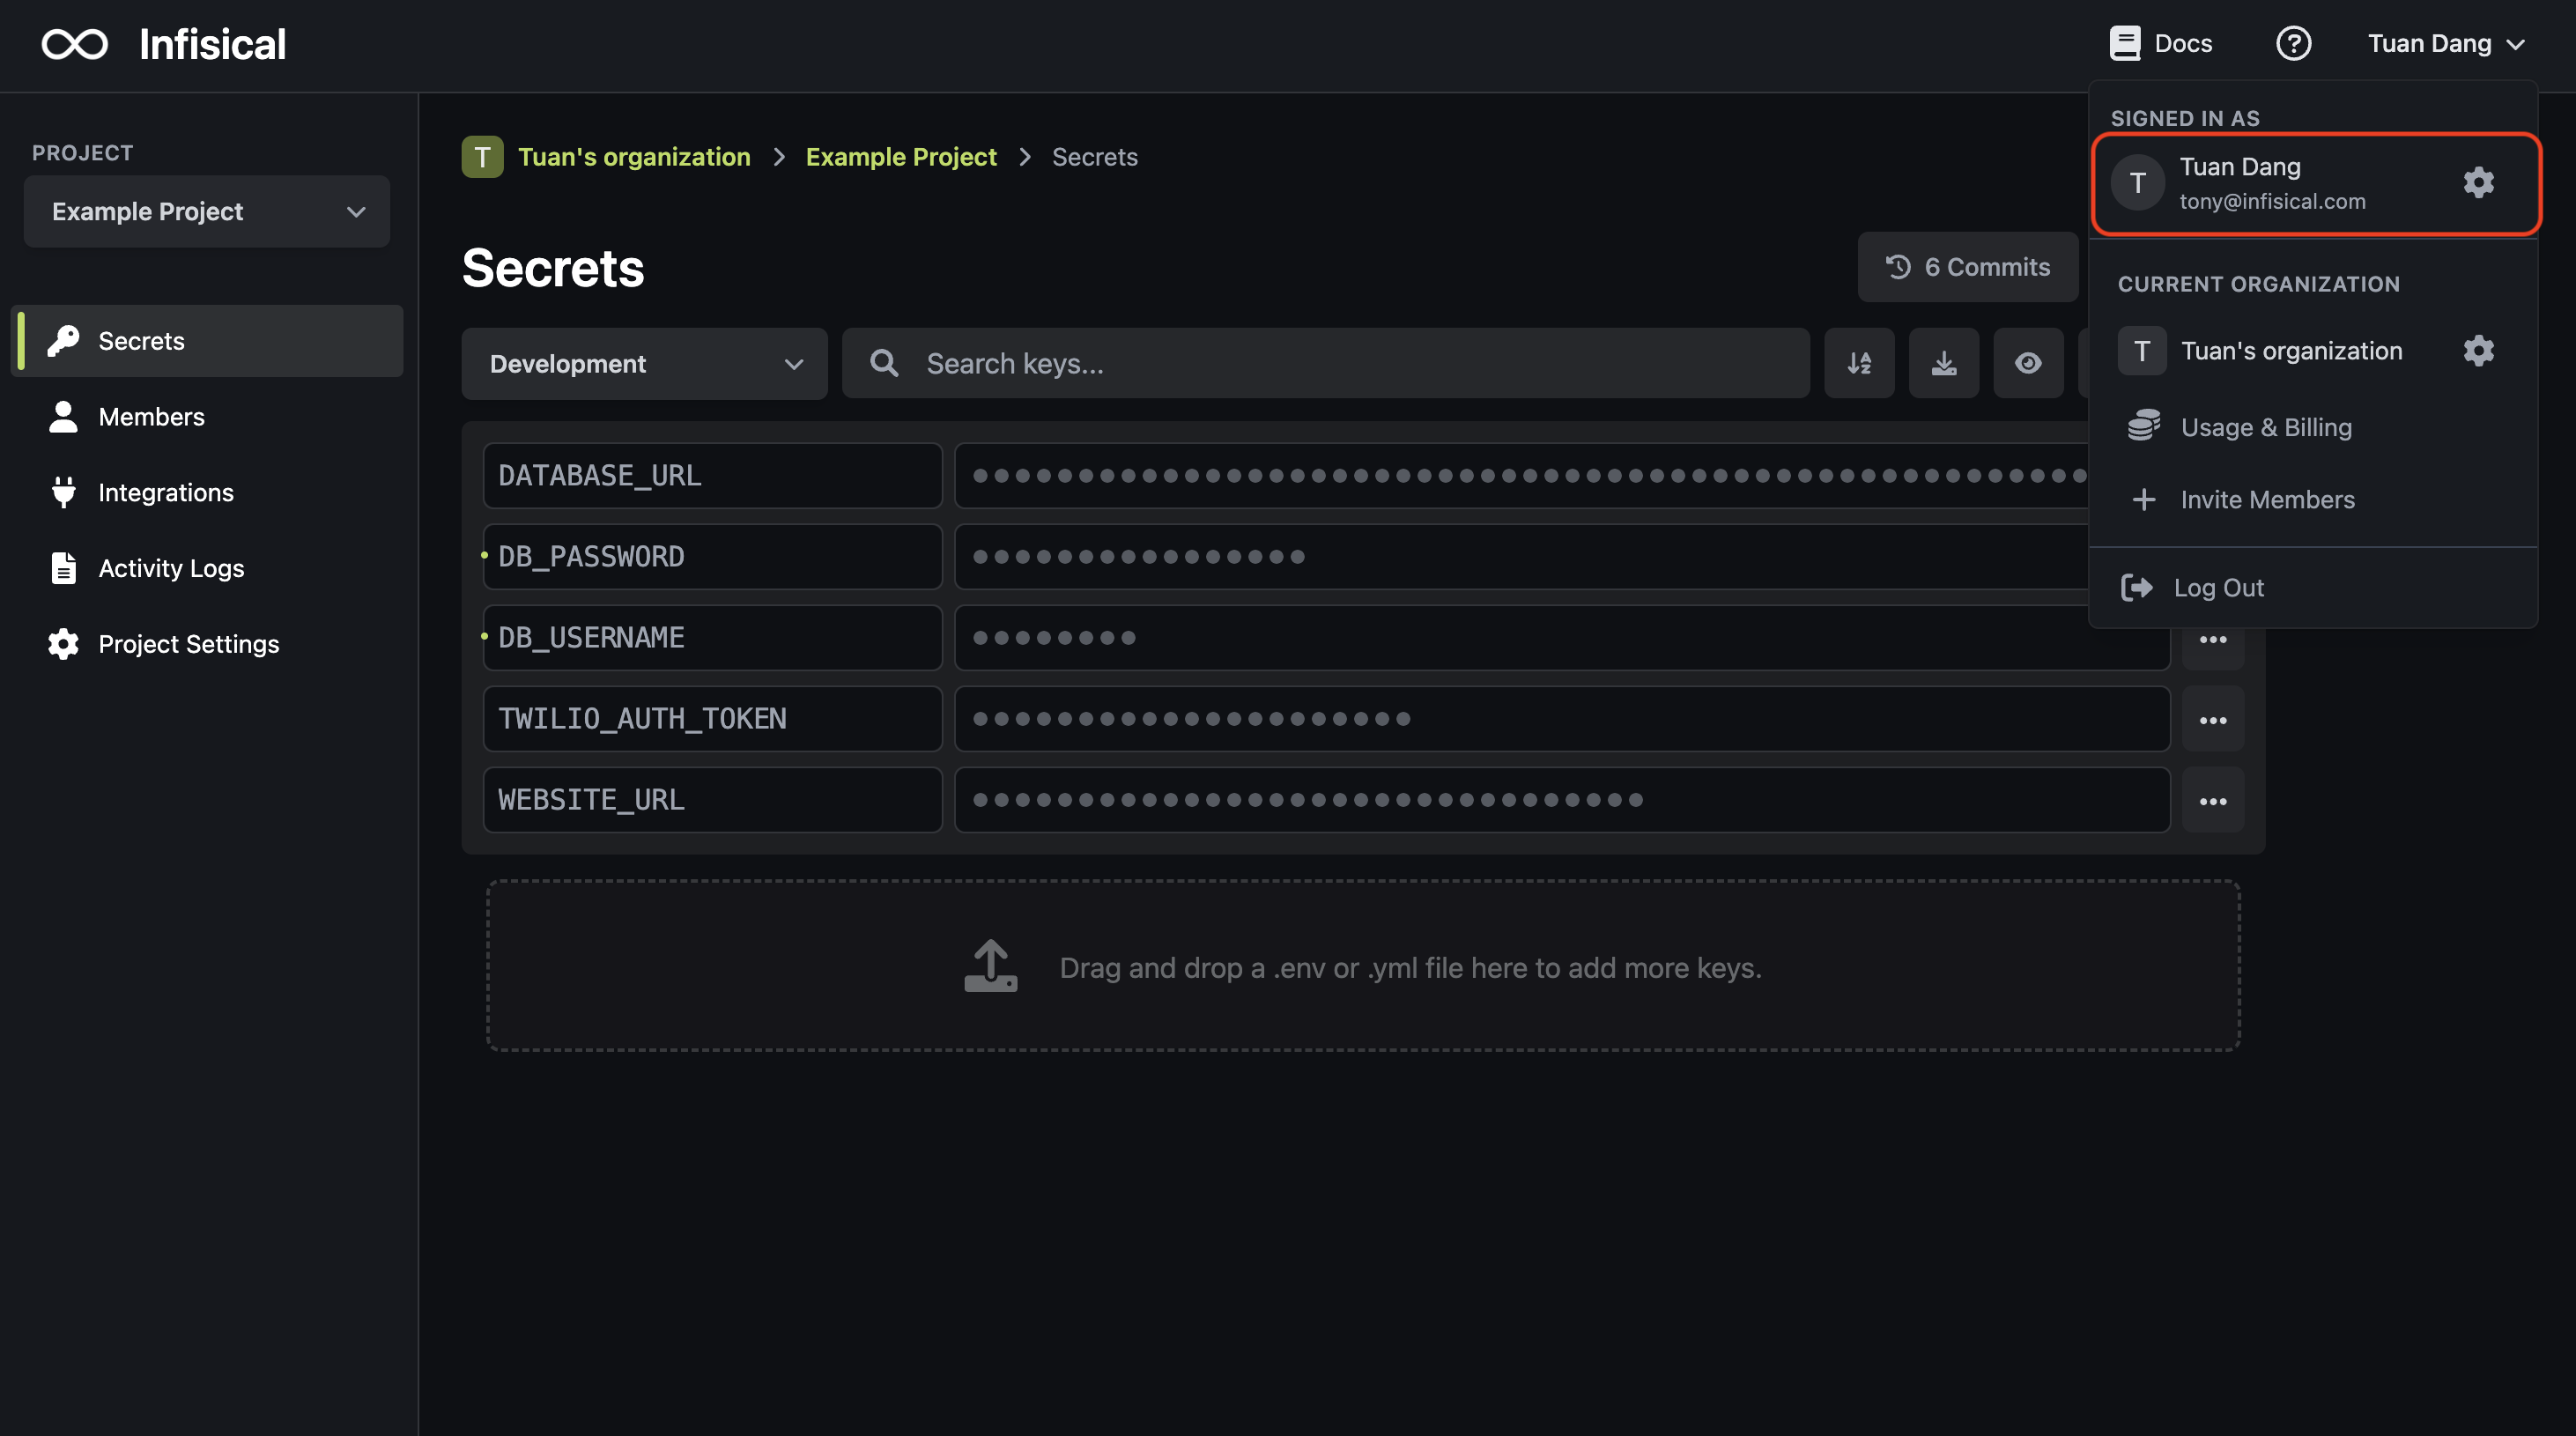 Infisical
Docs
Tuan Dang
PROJECT
Example Project
Secrets
Members
Integrations
Activity Logs
Project Settings
T Tuan's organization > Example Project > Secrets
Secrets
6 Commits
Development
Search keys...
DATABASE_URL
DB_PASSWORD
DB_USERNAME
TWILIO_AUTH_TOKEN
WEBSITE_URL
Drag and drop a .env or .yml file here to add more keys.
SIGNED IN AS
T
Tuan Dang
tony@infisical.com
CURRENT ORGANIZATION
T Tuan's organization
Usage & Billing
Invite Members
Log Out